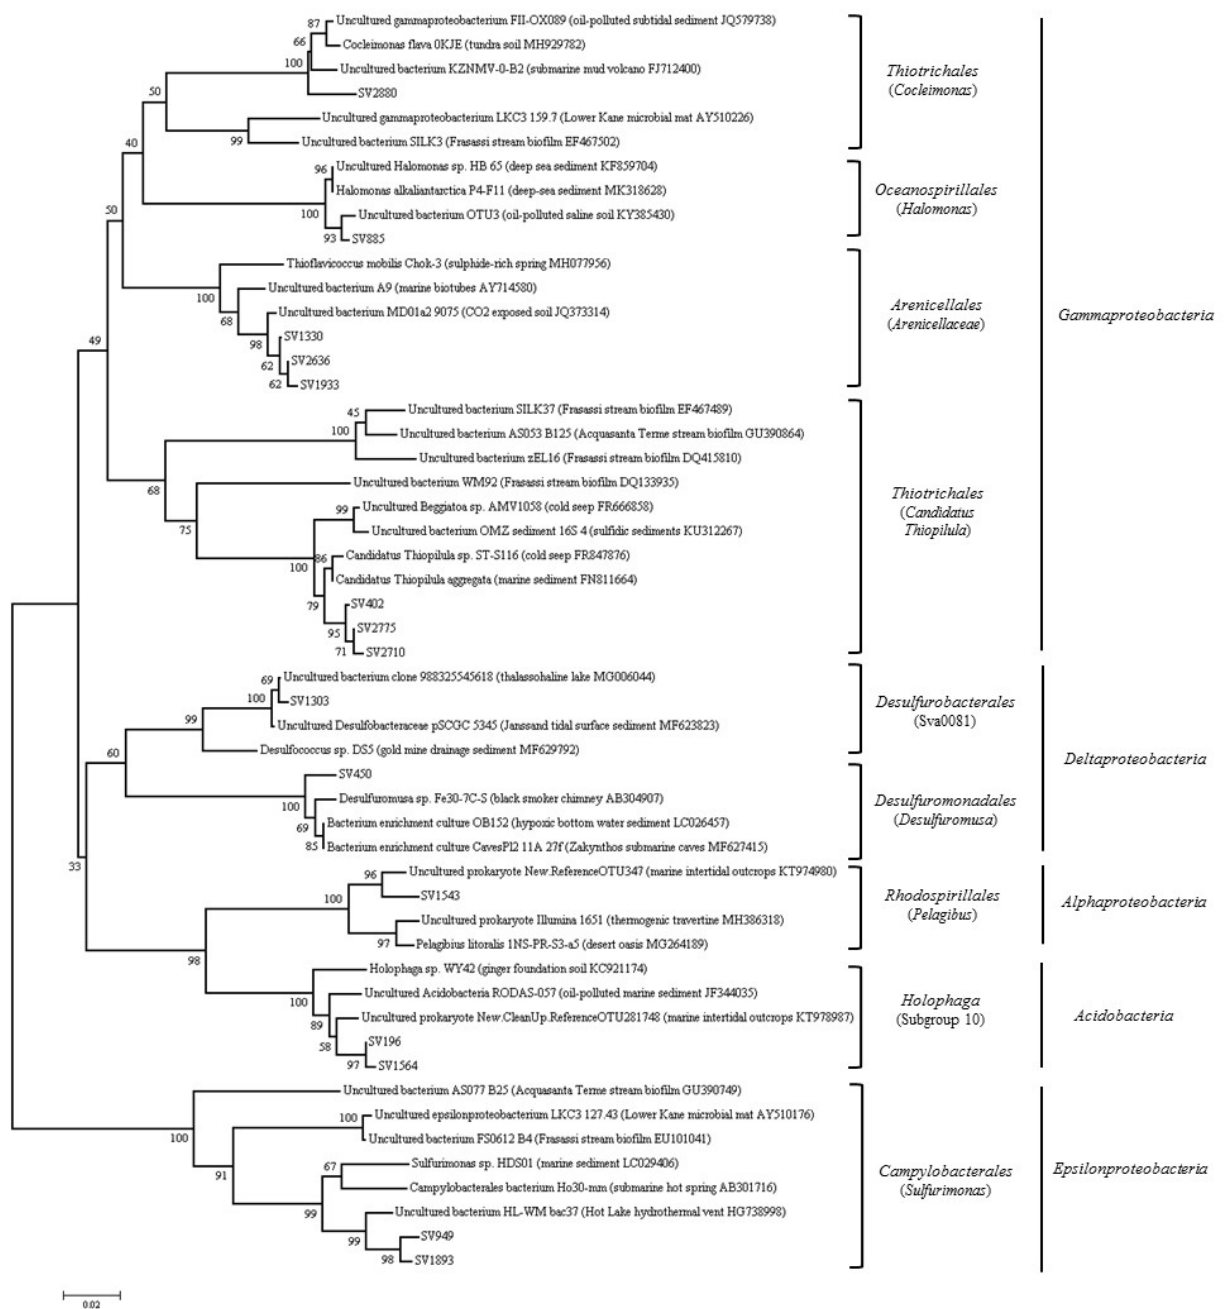 87
Uncultured gammaproteobacterium FII-OX089 (oil-polluted subtidal sediment JQ579738)
66
Cocleimonas flava 0KJE (tundra soil MH929782)
100
Uncultured bacterium KZNMV-0-B2 (submarine mud volcano FJ712400)
SV2880
50
Uncultured gammaproteobacterium LKC3 159.7 (Lower Kane microbial mat AY510226)
99
Uncultured bacterium SILK3 (Frasassi stream biofilm EF467502)
Thiotrichales
(Cocleimonas)
40
96
Uncultured Halomonas sp. HB 65 (deep sea sediment KF859704)
Halomonas alkaliantarctica P4-F11 (deep-sea sediment MK318628)
100
Uncultured bacterium OTU3 (oil-polluted saline soil KY385430)
93
SV885
Oceanospirillales
(Halomonas)
50
Thioflavicoccus mobilis Chok-3 (sulphide-rich spring MH077956)
100
Uncultured bacterium A9 (marine biotubes AY714580)
68
Uncultured bacterium MD01a2 9075 (CO2 exposed soil JQ373314)
98
SV1330
62
SV2636
62
SV1933
Arenicellales
(Arenicellaceae)
Gammaproteobacteria
49
45
Uncultured bacterium SILK37 (Frasassi stream biofilm EF467489)
100
Uncultured bacterium AS053 B125 (Acquasanta Terme stream biofilm GU390864)
Uncultured bacterium zEL16 (Frasassi stream biofilm DQ415810)
68
Uncultured bacterium WM92 (Frasassi stream biofilm DQ133935)
75
99
Uncultured Beggiatoa sp. AMV1058 (cold seep FR666858)
Uncultured bacterium OMZ sediment 16S 4 (sulfidic sediments KU312267)
100
86
Candidatus Thiopilula sp. ST-S116 (cold seep FR847876)
Candidatus Thiopilula aggregata (marine sediment FN811664)
79
SV402
95
SV2775
71
SV2710
Thiotrichales
(Candidatus
Thiopilula)
69
Uncultured bacterium clone 988325545618 (thalassohaline lake MG006044)
100
SV1303
99
Uncultured Desulfobacteraceae pSCGC 5345 (Janssand tidal surface sediment MF623823)
Desulfococcus sp. DS5 (gold mine drainage sediment MF629792)
Desulfurobacterales
(Sva0081)
60
SV450
100
Desulfuromusa sp. Fe30-7C-S (black smoker chimney AB304907)
69
Bacterium enrichment culture OB152 (hypoxic bottom water sediment LC026457)
85
Bacterium enrichment culture CavesPl2 11A 27f (Zakynthos submarine caves MF627415)
Desulfuromonadales
(Desulfuromusa)
Deltaproteobacteria
33
96
Uncultured prokaryote New.ReferenceOTU347 (marine intertidal outcrops KT974980)
100
SV1543
Uncultured prokaryote Illumina 1651 (thermogenic travertine MH386318)
97
Pelagibius litoralis 1NS-PR-S3-a5 (desert oasis MG264189)
Rhodospirillales
(Pelagibus)
Alphaproteobacteria
98
Holophaga sp. WY42 (ginger foundation soil KC921174)
100
Uncultured Acidobacteria RODAS-057 (oil-polluted marine sediment JF344035)
89
Uncultured prokaryote New.CleanUp.ReferenceOTU281748 (marine intertidal outcrops KT978987)
58
SV196
97
SV1564
Holophaga
(Subgroup 10)
Acidobacteria
Uncultured bacterium AS077 B25 (Acquasanta Terme stream biofilm GU390749)
100
100
Uncultured epsilonproteobacterium LKC3 127.43 (Lower Kane microbial mat AY510176)
Uncultured bacterium FS0612 B4 (Frasassi stream biofilm EU101041)
91
67
Sulfurimonas sp. HDS01 (marine sediment LC029406)
Campylobacterales bacterium Ho30-mm (submarine hot spring AB301716)
99
Uncultured bacterium HL-WM bac37 (Hot Lake hydrothermal vent HG738998)
99
SV949
98
SV1893
Campylobacterales
(Sulfurimonas)
Epsilonproteobacteria
0.02